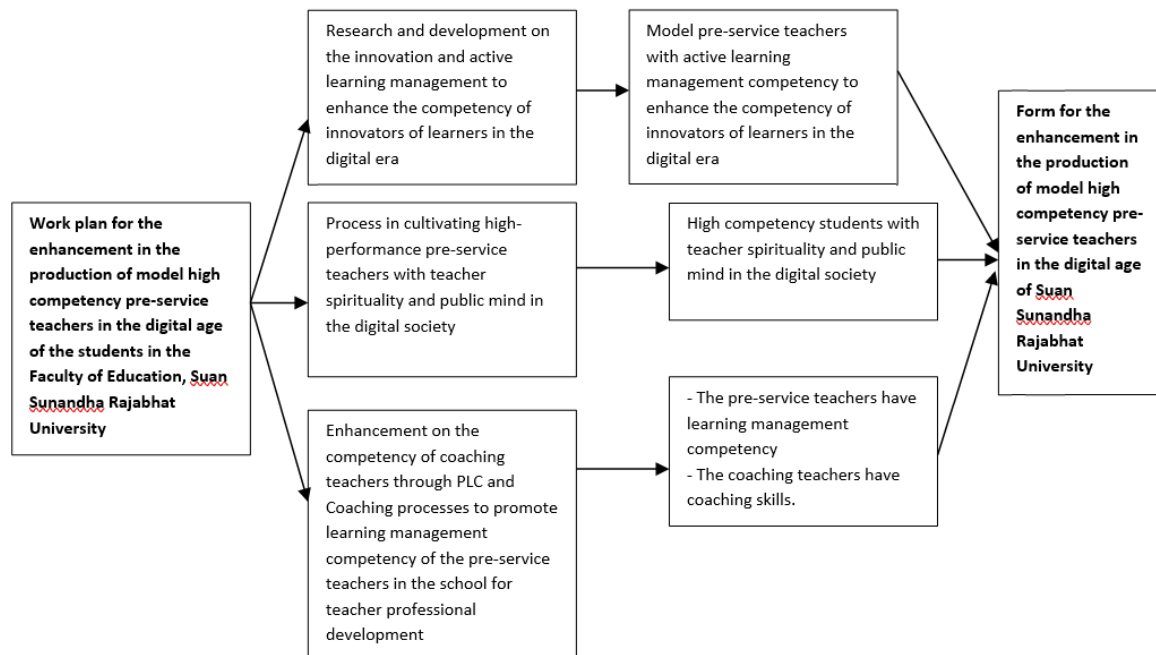 Work plan for the
enhancement in the
production of model high
competency pre-service
teachers in the digital age
of the students in the
Faculty of Education, Suan
Sunandha Rajabhat
University
Research and development on
the innovation and active
learning management to
enhance the competency of
innovators of learners in the
digital era
Model pre-service teachers
with active learning
management competency to
enhance the competency of
innovators of learners in the
digital era
Process in cultivating high-
performance pre-service
teachers with teacher
spirituality and public mind in
the digital society
High competency students with
teacher spirituality and public
mind in the digital society
Enhancement on the
competency of coaching
teachers through PLC and
Coaching processes to promote
learning management
competency of the pre-service
teachers in the school for
teacher professional
development
- The pre-service teachers have
learning management
competency
- The coaching teachers have
coaching skills.
Form for the
enhancement in
the production
of model high
competency pre-
service teachers
in the digital age
of Suan
Sunandha
Rajabhat
University